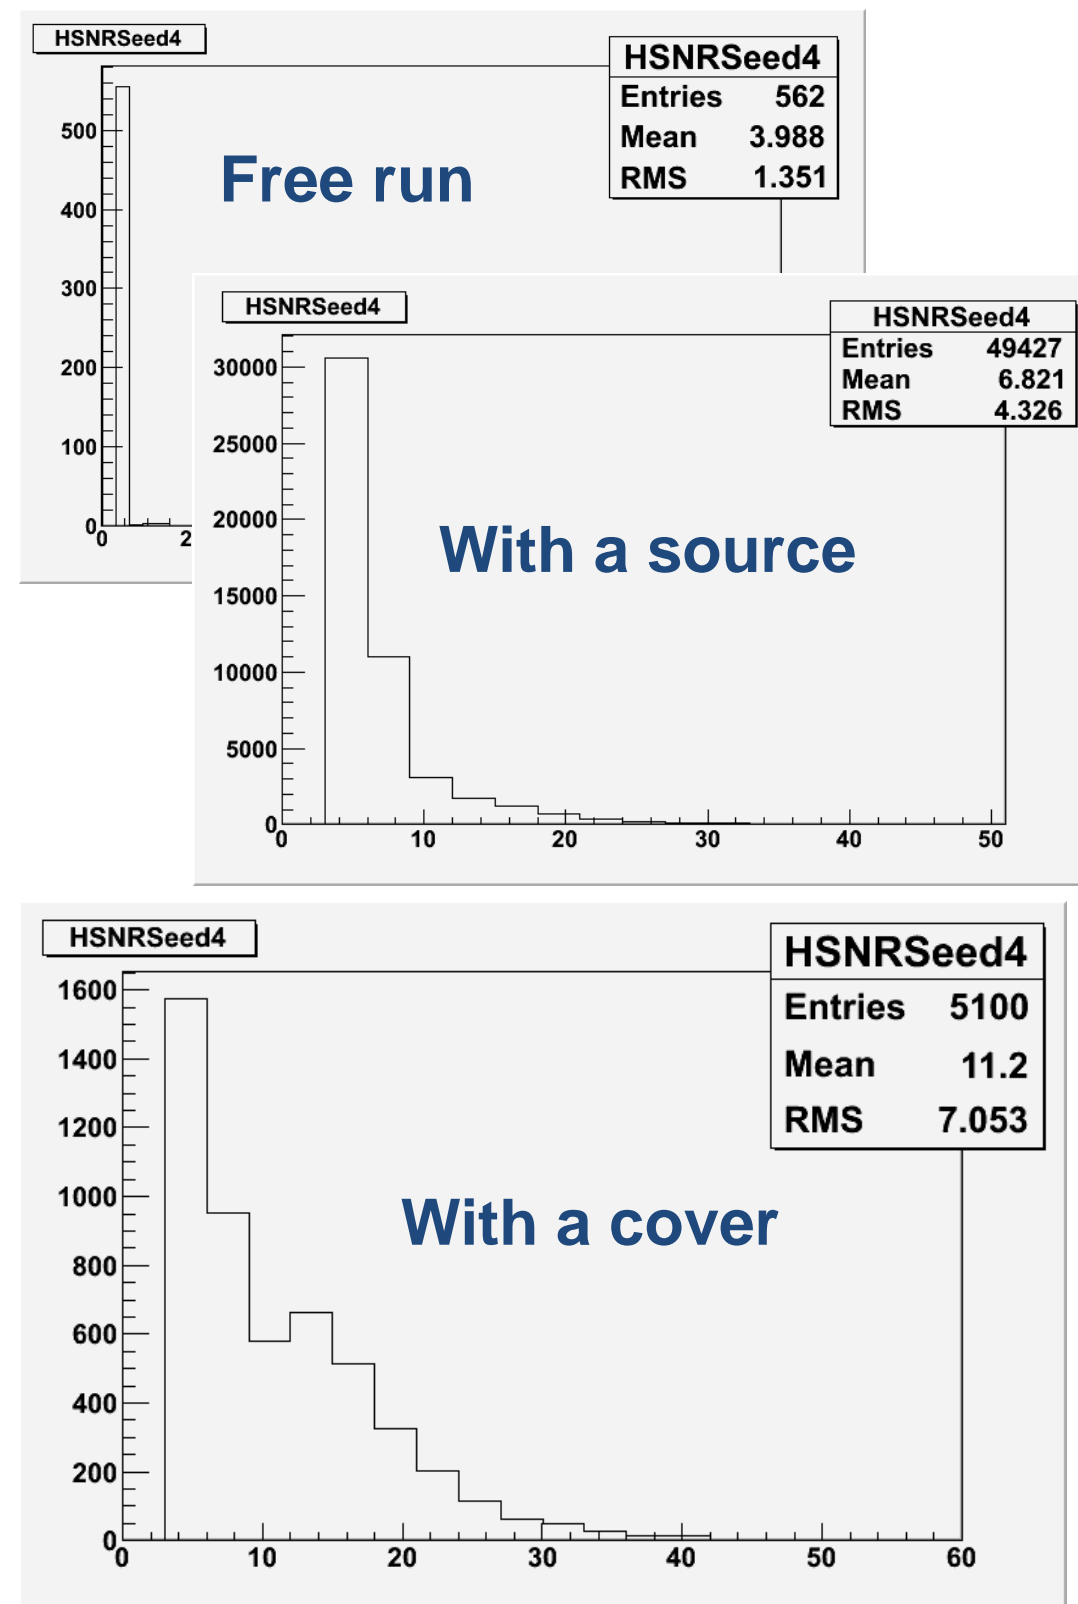 HSNRSeed4
HSNRSeed4
Entries 562
Mean 3.988
RMS 1.351
Free run
500
400
300
200
100
0
0 2
HSNRSeed4
HSNRSeed4
Entries 49427
Mean 6.821
RMS 4.326
With a source
30000
25000
20000
15000
10000
5000
0
0 10 20 30 40 50
HSNRSeed4
HSNRSeed4
Entries 5100
Mean 11.2
RMS 7.053
With a cover
1600
1400
1200
1000
800
600
400
200
0
0 10 20 30 40 50 60